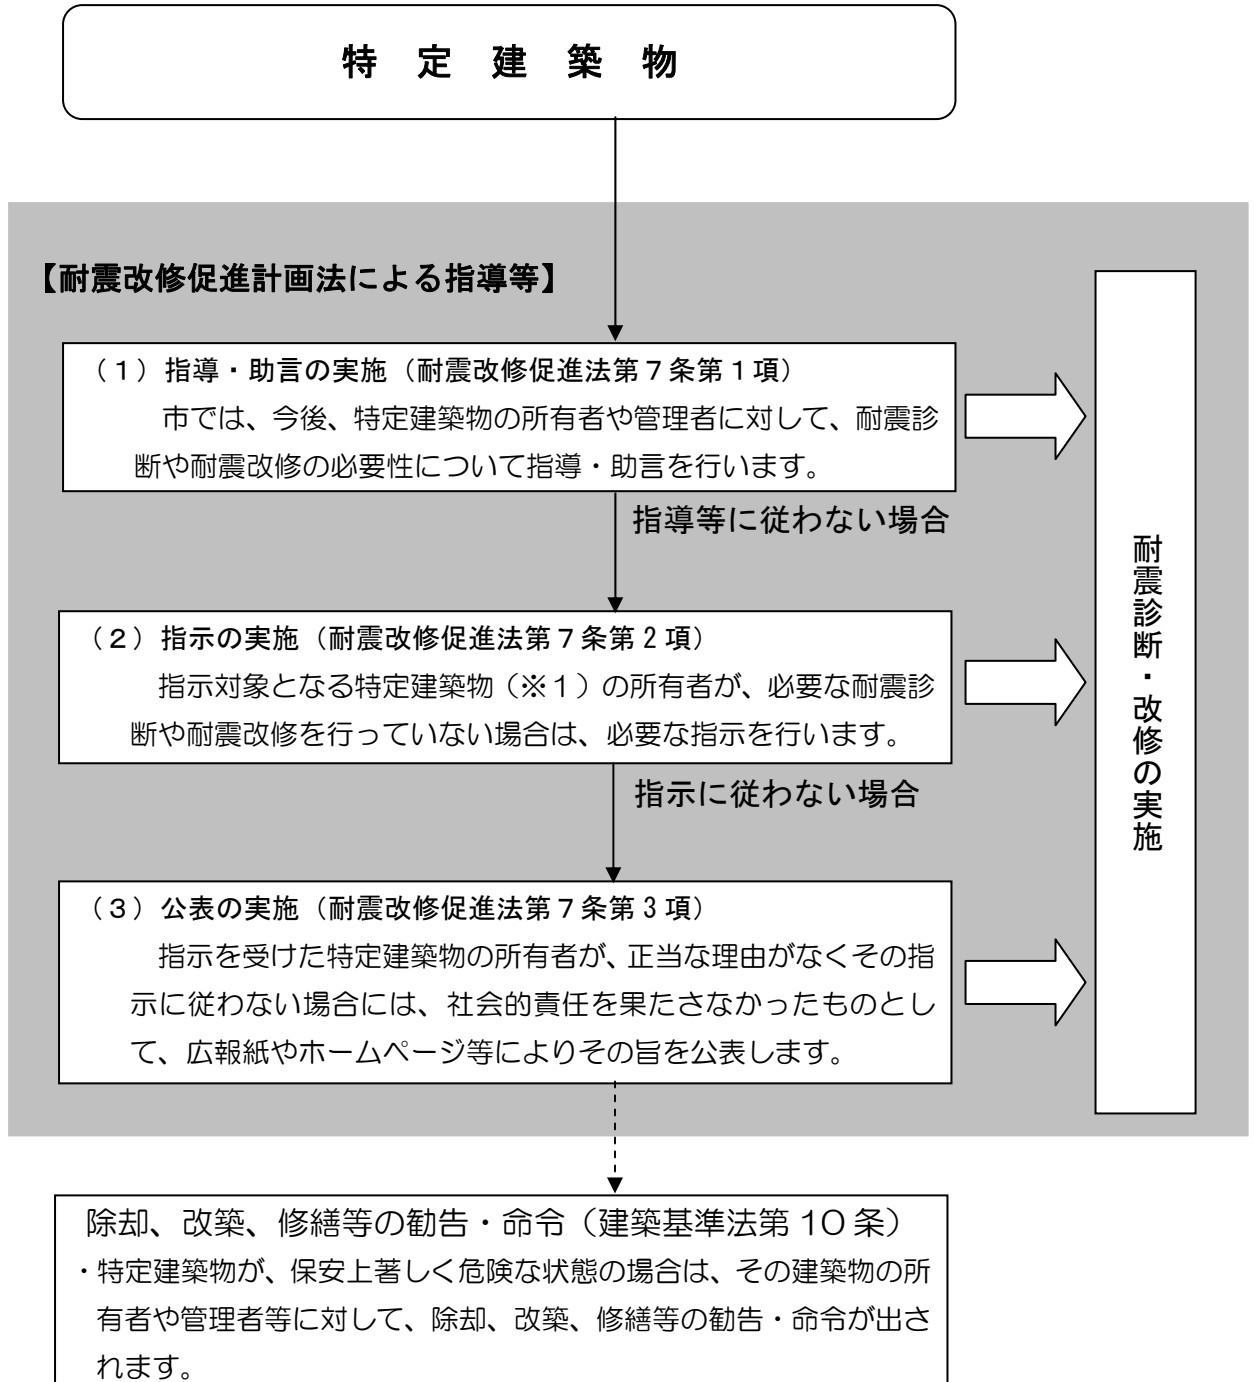 特 定 建 築 物
【耐震改修促進計画法による指導等】
（１）指導・助言の実施（耐震改修促進法第７条第１項）
市では、今後、特定建築物の所有者や管理者に対して、耐震診
断や耐震改修の必要性について指導・助言を行います。
指導等に従わない場合
（２）指示の実施（耐震改修促進法第７条第２項）
指示対象となる特定建築物（※１）の所有者が、必要な耐震診
断や耐震改修を行っていない場合は、必要な指示を行います。
指示に従わない場合
（３）公表の実施（耐震改修促進法第７条第３項）
指示を受けた特定建築物の所有者が、正当な理由がなくその指
示に従わない場合には、社会的責任を果たさなかったものとし
て、広報紙やホームページ等によりその旨を公表します。
耐震診断・改修の実施
除却、改築、修繕等の勧告・命令（建築基準法第 10 条）
・特定建築物が、保安上著しく危険な状態の場合は、その建築物の所
有者や管理者等に対して、除却、改築、修繕等の勧告・命令が出さ
れます。